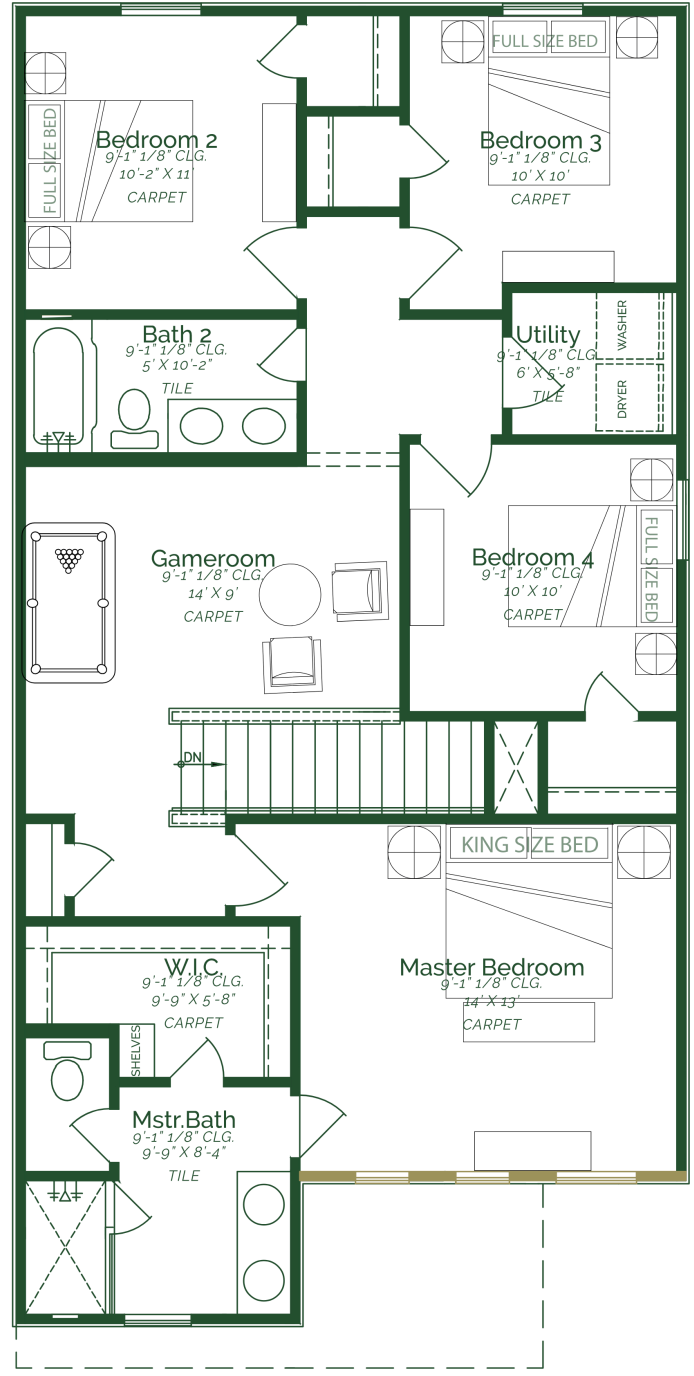 FULL SIZE BED
Bedroom 2
9'-1" 1/8" CLG.
10'-2" X 11'
CARPET
FULL SIZE BED
Bedroom 3
9'-1" 1/8" CLG.
10' X 10'
CARPET
Bath 2
9'-1" 1/8" CLG.
5' X 10'-2"
TILE
Utility
9'-1" 1/8" CLG.
6' X 5'-8"
TILE
WASHER
DRYER
Gameroom
9'-1" 1/8" CLG.
14' X 9'
CARPET
Bedroom 4
9'-1" 1/8" CLG.
10' X 10'
CARPET
FULL SIZE BED
DN
KING SIZE BED
Master Bedroom
9'-1" 1/8" CLG.
14' X 13'
CARPET
W.I.C.
9'-1" 1/8" CLG.
9'-9" X 5'-8"
CARPET
SHELVES
Mstr.Bath
9'-1" 1/8" CLG.
9'-9" X 8'-4"
TILE